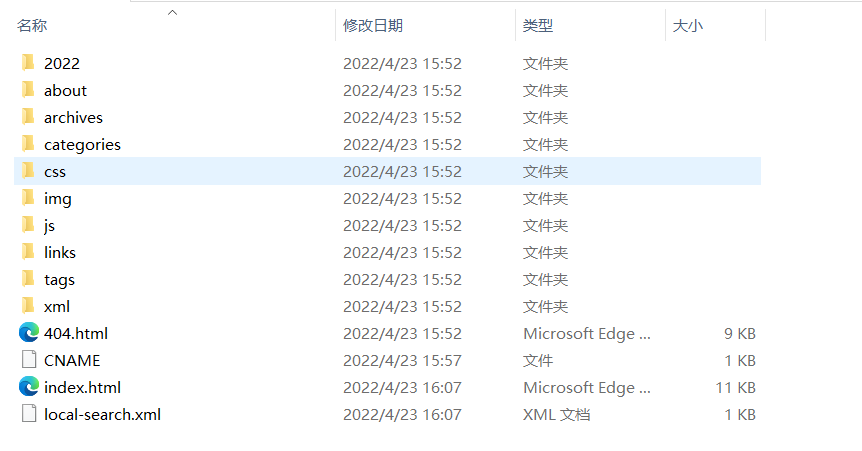 名称 修改日期 类型 大小
2022 2022/4/23 15:52 文件夹
about 2022/4/23 15:52 文件夹
archives 2022/4/23 15:52 文件夹
categories 2022/4/23 15:52 文件夹
css 2022/4/23 15:52 文件夹
img 2022/4/23 15:52 文件夹
js 2022/4/23 15:52 文件夹
links 2022/4/23 15:52 文件夹
tags 2022/4/23 15:52 文件夹
xml 2022/4/23 15:52 文件夹
404.html 2022/4/23 15:52 Microsoft Edge ... 9 KB
CNAME 2022/4/23 15:57 文件 1 KB
index.html 2022/4/23 16:07 Microsoft Edge ... 11 KB
local-search.xml 2022/4/23 16:07 XML 文档 1 KB